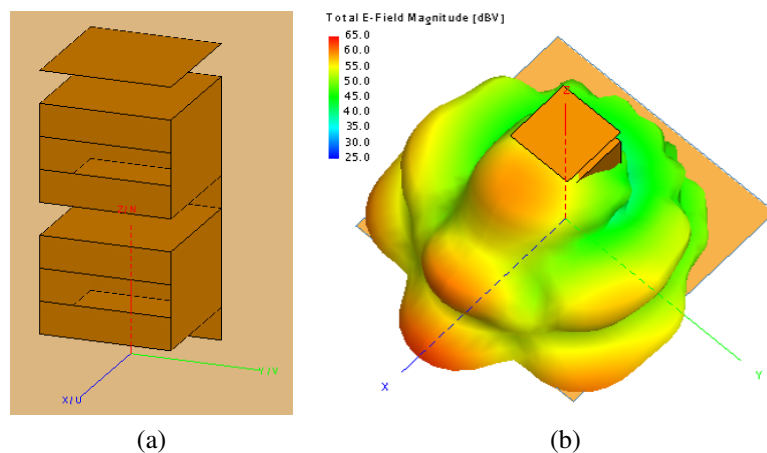 Total E-Field Magnitude [dBV]
65.0
60.0
55.0
50.0
45.0
40.0
35.0
30.0
25.0
Z
X
Y
Z/N
X/U
Y/V
(a)
(b)